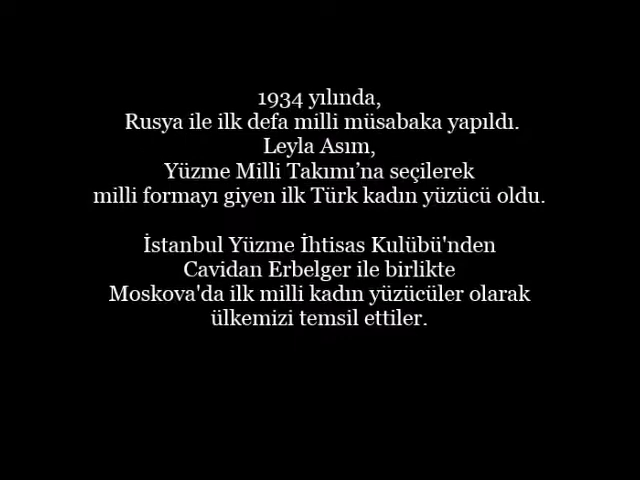 1934 yılında,
Rusya ile ilk defa milli müsabaka yapıldı.
Leyla Asım,
Yüzme Milli Takımı’na seçilerek
milli formayı giyen ilk Türk kadın yüzücü oldu.
İstanbul Yüzme İhtisas Kulübü'nden
Cavidan Erbelger ile birlikte
Moskova'da ilk milli kadın yüzücüler olarak
ülkemizi temsil ettiler.